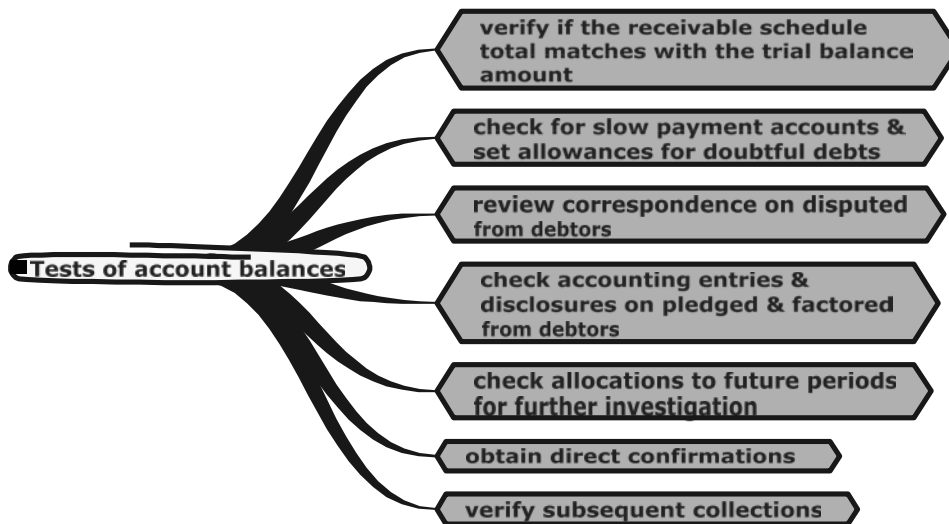 verify if the receivable schedule
total matches with the trial balance
amount
check for slow payment accounts &
set allowances for doubtful debts
review correspondence on disputed
from debtors
Tests of account balances
check accounting entries &
disclosures on pledged & factored
from debtors
check allocations to future periods
for further investigation
obtain direct confirmations
verify subsequent collections